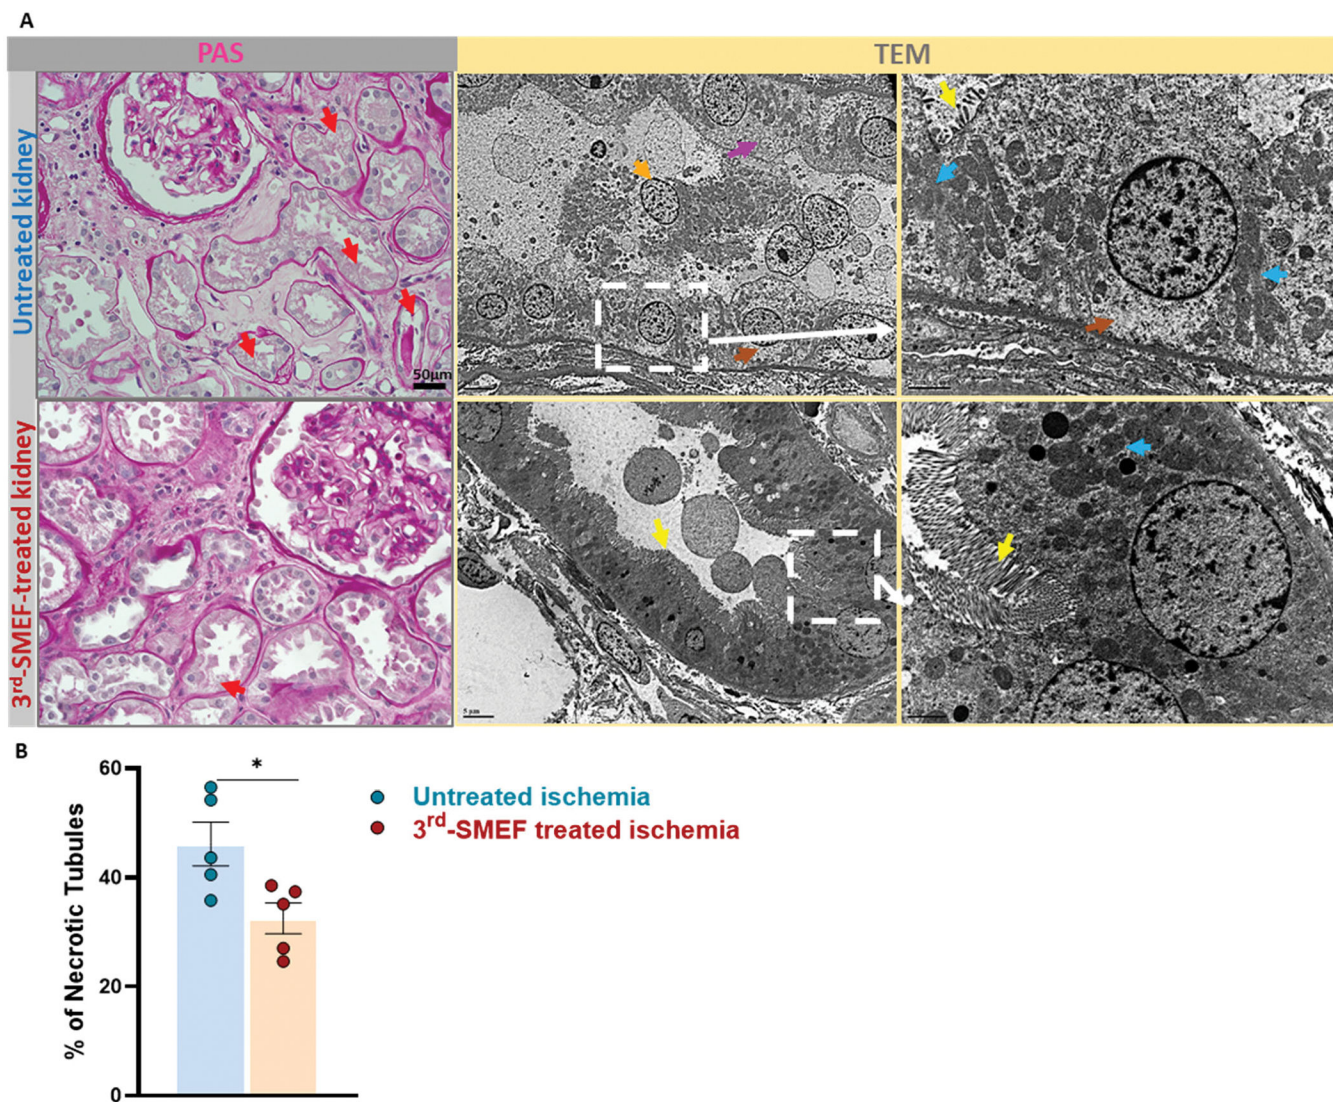 A
PAS
TEM
Untreated kidney
50µm
3rd-SMEF-treated kidney
5 µm
B
% of Necrotic Tubules
60
40
20
0
*
Untreated ischemia
3rd-SMEF treated ischemia